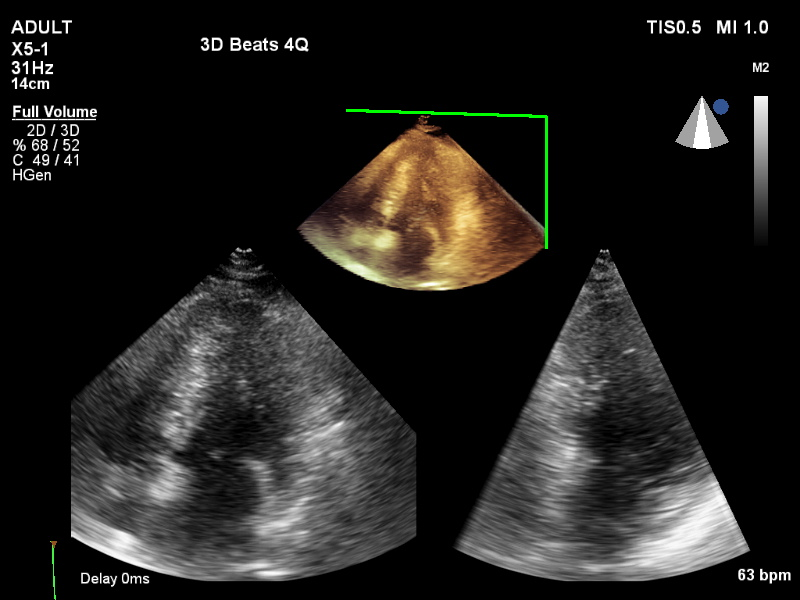 ADULT
X5-1
31Hz
14cm
Full Volume
2D / 3D
% 68 / 52
C 49 / 41
HGen
3D Beats 4Q
TIS0.5 MI 1.0
M2
Delay 0ms
63 bpm